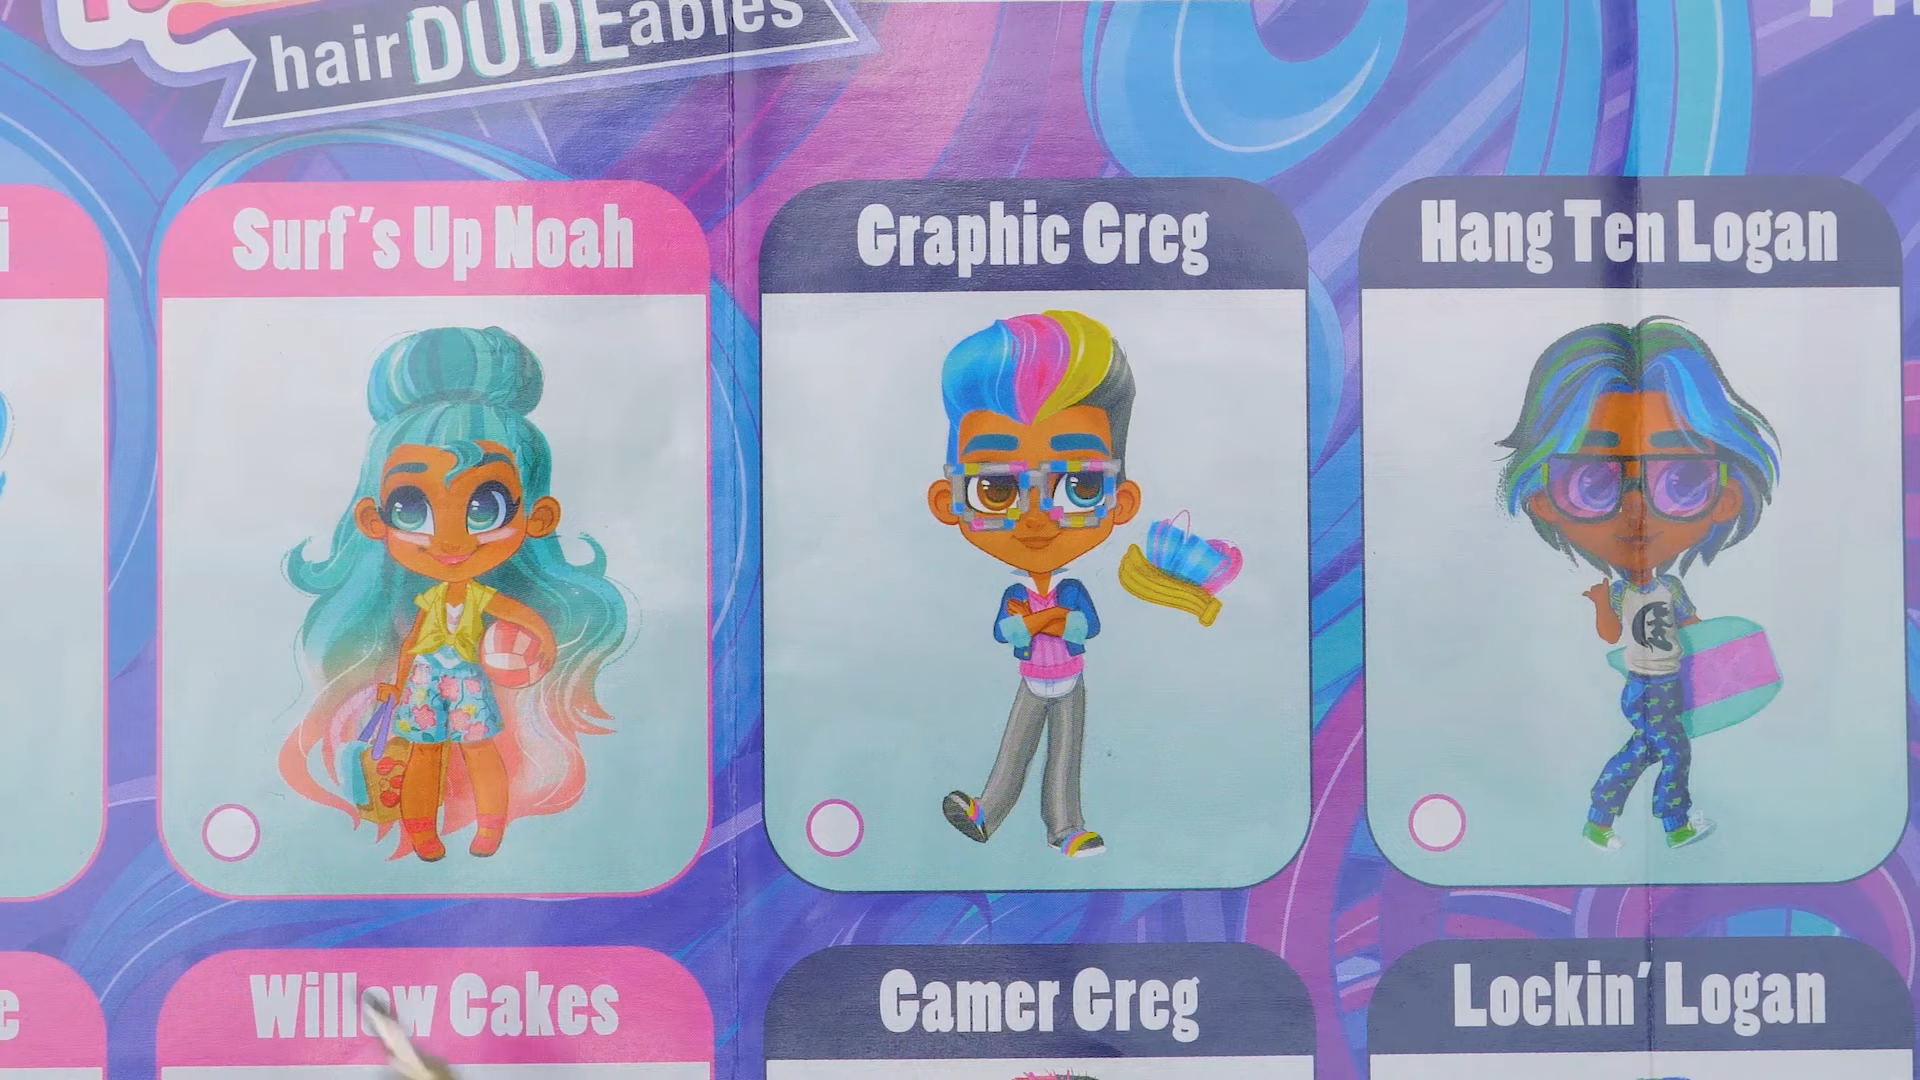 hairDUDEables
Surf's Up Noah
Graphic Greg
Hang Ten Logan
Willow Cakes
Gamer Greg
Lockin' Logan